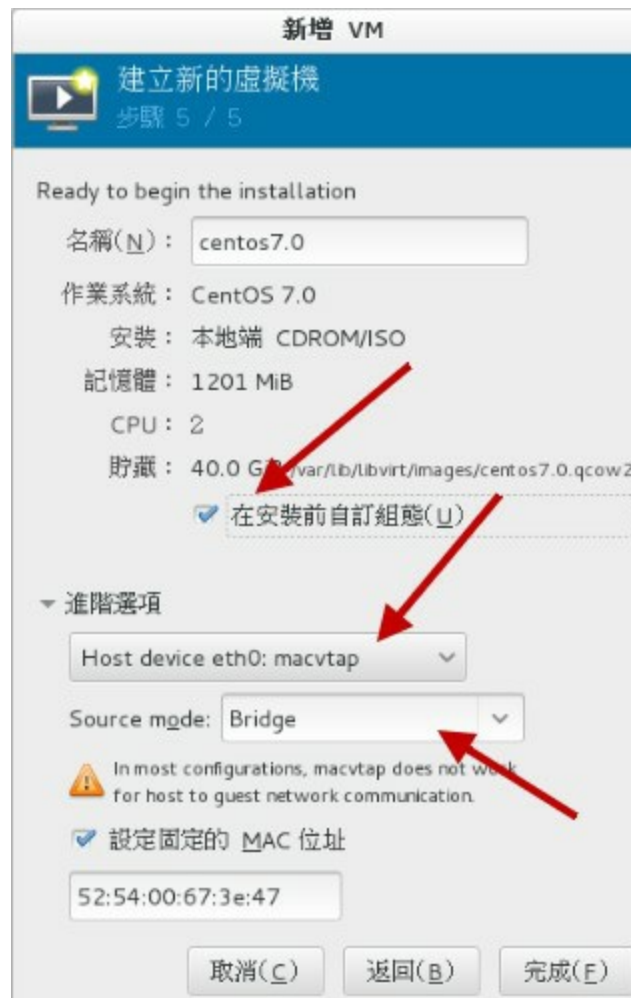 新增 VM
建立新的虛擬機
步驟 5 / 5
Ready to begin the installation
名稱(N)： centos7.0
作業系統： CentOS 7.0
安裝： 本地端 CDROM/ISO
記憶體： 1201 MiB
CPU： 2
貯藏： 40.0 /var/lib/libvirt/images/centos7.0.qcow2
在安裝前自訂組態(U)
進階選項
Host device eth0: macvtap
Source mode: Bridge
In most configurations, macvtap does not work
for host to guest network communication.
設定固定的 MAC 位址
52:54:00:67:3e:47
取消(C) 返回(B) 完成(F)